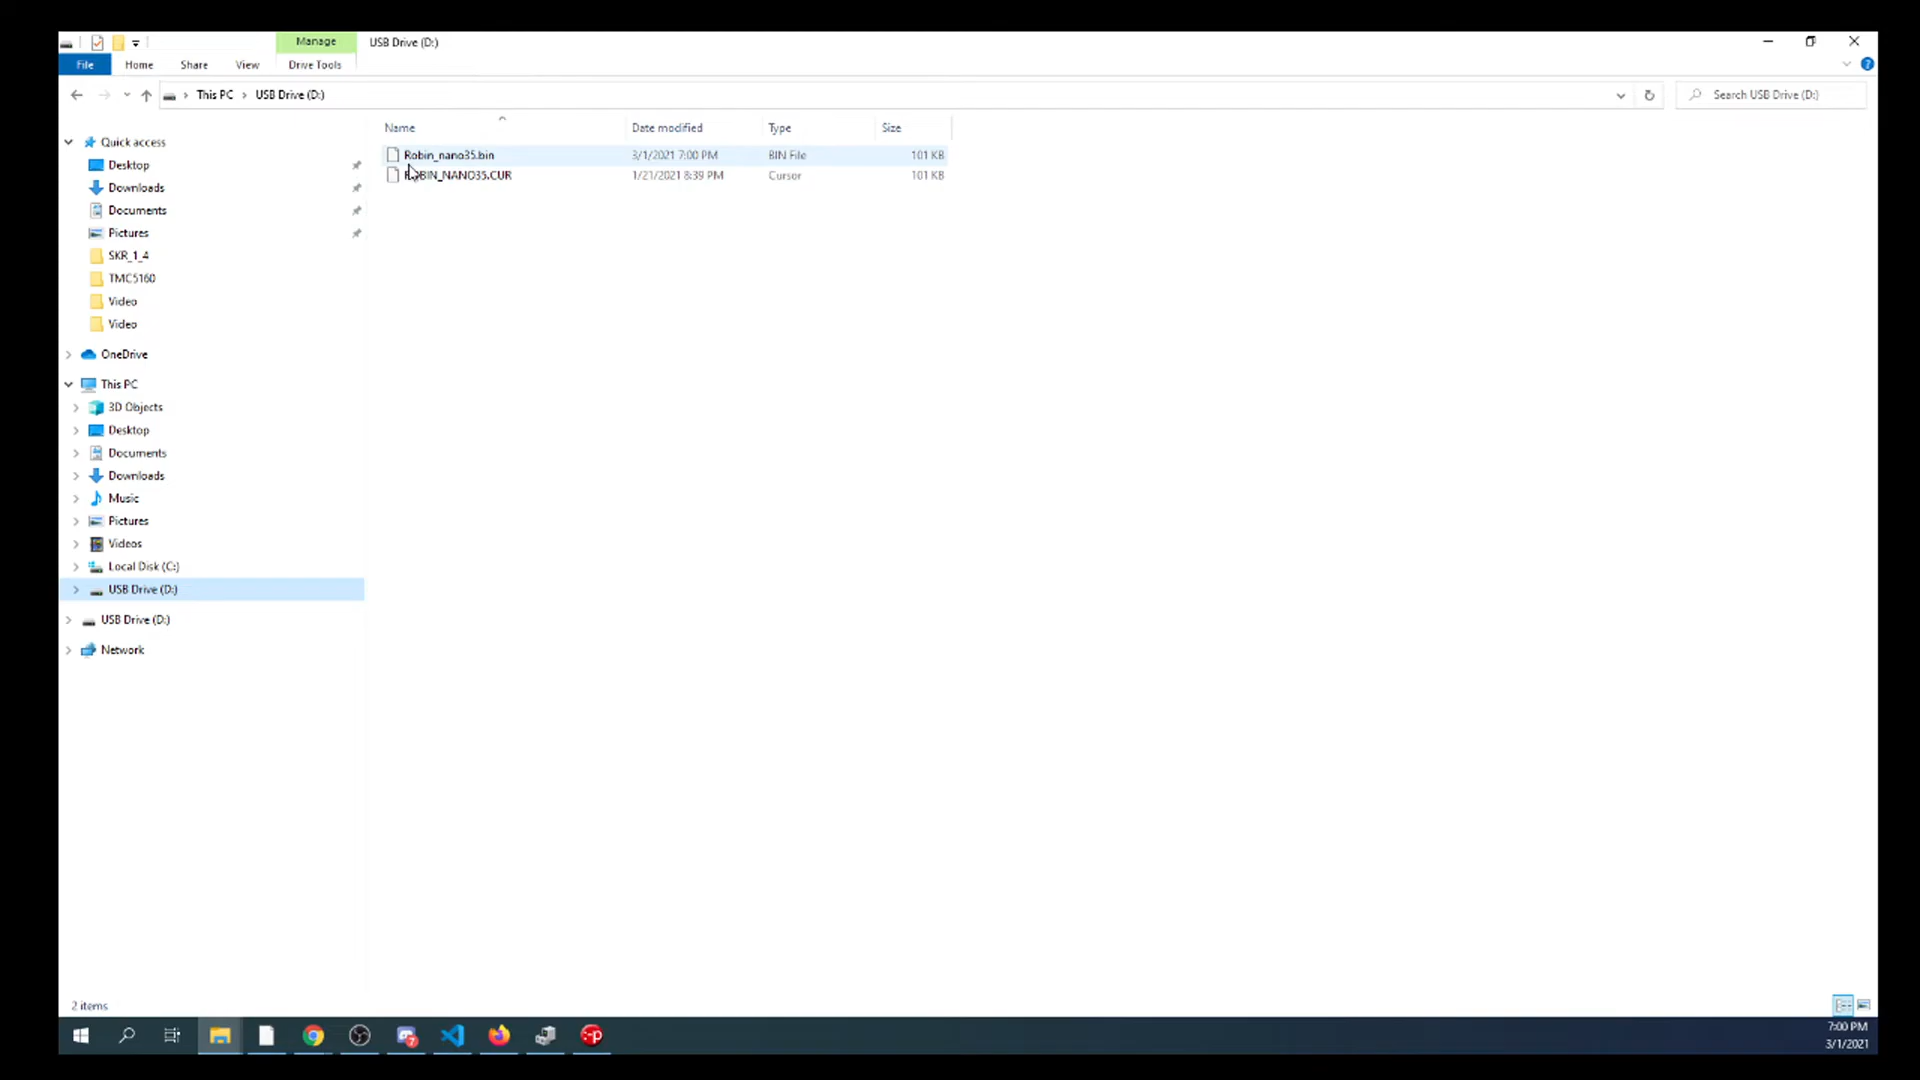 Manage
USB Drive (D:)
File
Home
Share
View
Drive Tools
This PC
USB Drive (D:)
Search USB Drive (D:)
Name
Date modified
Type
Size
Robin_nano35.bin
3/1/2021 7:00 PM
BIN File
101 KB
ROBIN_NANO35.CUR
1/21/2021 8:39 PM
Cursor
101 KB
Quick access
Desktop
Downloads
Documents
Pictures
SKR_1_4
TMC5160
Video
Video
OneDrive
This PC
3D Objects
Desktop
Documents
Downloads
Music
Pictures
Videos
Local Disk (C:)
USB Drive (D:)
USB Drive (D:)
Network
2 items
7:00 PM
3/1/2021